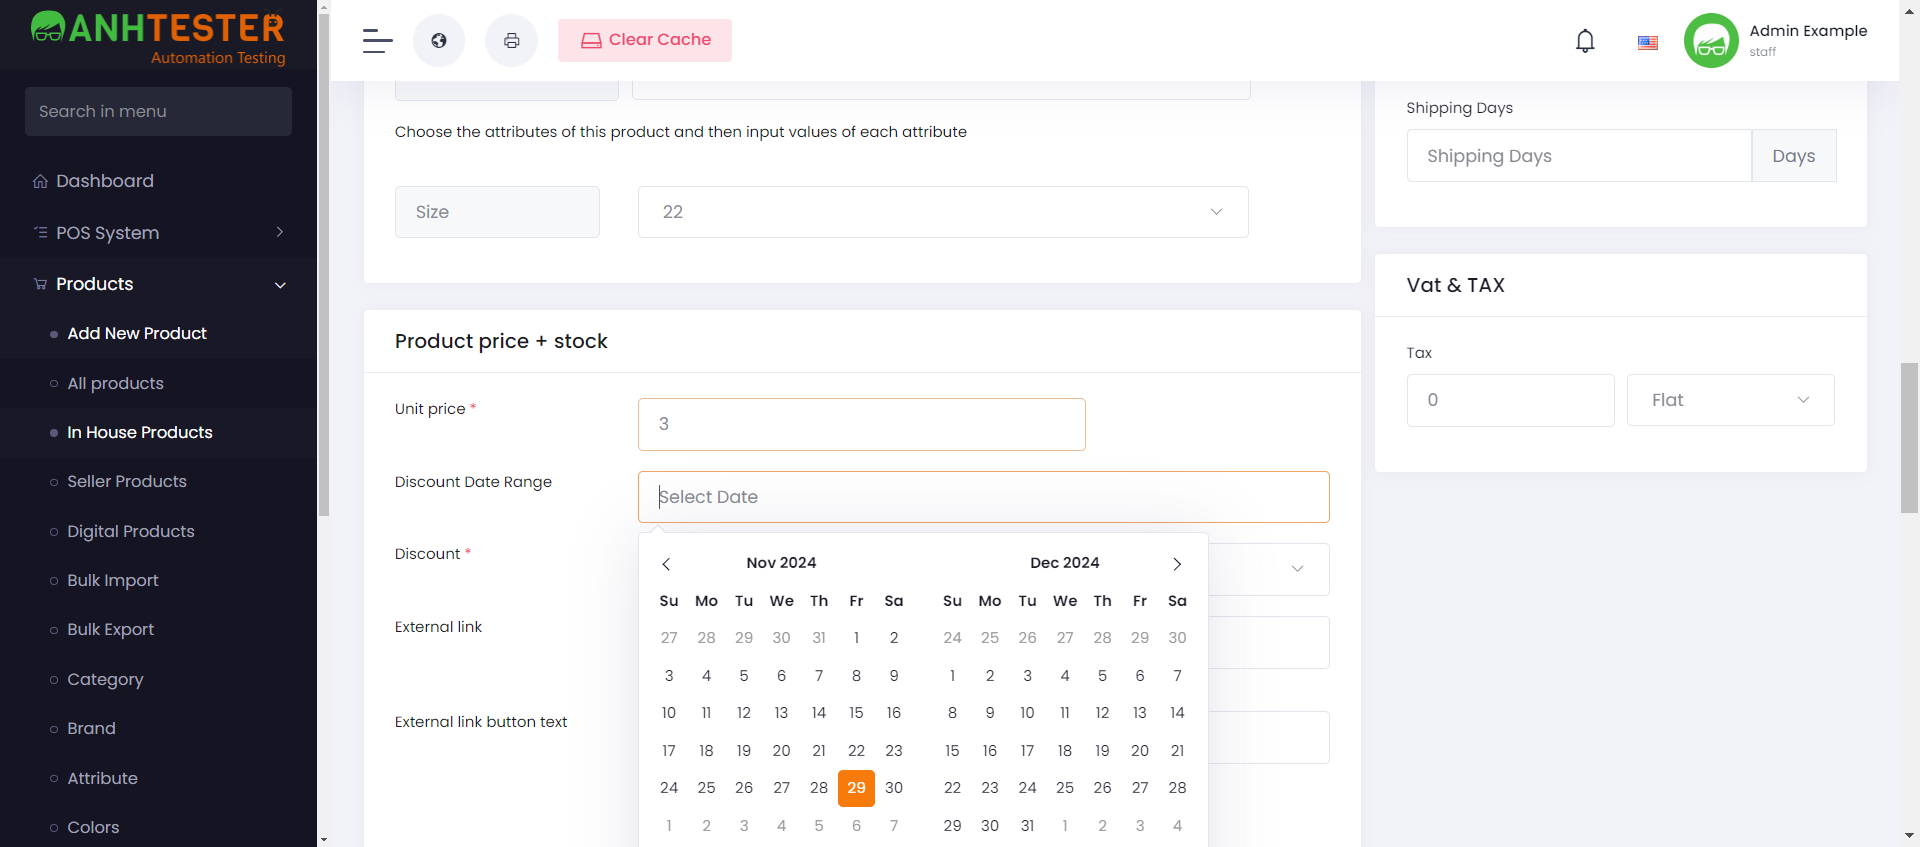 ANHTESTER
Automation Testing
Search in menu
Dashboard
POS System
Products
Add New Product
All products
In House Products
Seller Products
Digital Products
Bulk Import
Bulk Export
Category
Brand
Attribute
Colors
Clear Cache
Admin Example
staff
Choose the attributes of this product and then input values of each attribute
Size
22
Product price + stock
Unit price *
3
Discount Date Range
Select Date
Discount *
External link
External link button text
Nov 2024
Su Mo Tu We Th Fr Sa
27 28 29 30 31 1 2
3 4 5 6 7 8 9
10 11 12 13 14 15 16
17 18 19 20 21 22 23
24 25 26 27 28 29 30
1 2 3 4 5 6 7
Dec 2024
Su Mo Tu We Th Fr Sa
24 25 26 27 28 29 30
1 2 3 4 5 6 7
8 9 10 11 12 13 14
15 16 17 18 19 20 21
22 23 24 25 26 27 28
29 30 31 1 2 3 4
Shipping Days
Shipping Days
Days
Vat & TAX
Tax
0
Flat